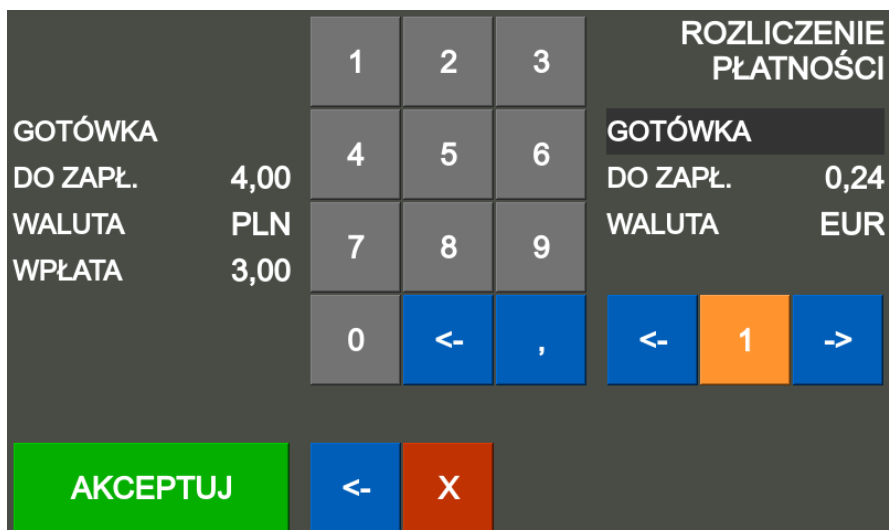 GOTÓWKA
DO ZAPŁ. 4,00
WALUTA PLN
WPŁATA 3,00
1 2 3
4 5 6
7 8 9
0 <- ,
ROZLICZENIE
PŁATNOŚCI
GOTÓWKA
DO ZAPŁ. 0,24
WALUTA EUR
<- 1 ->
AKCEPTUJ <- X